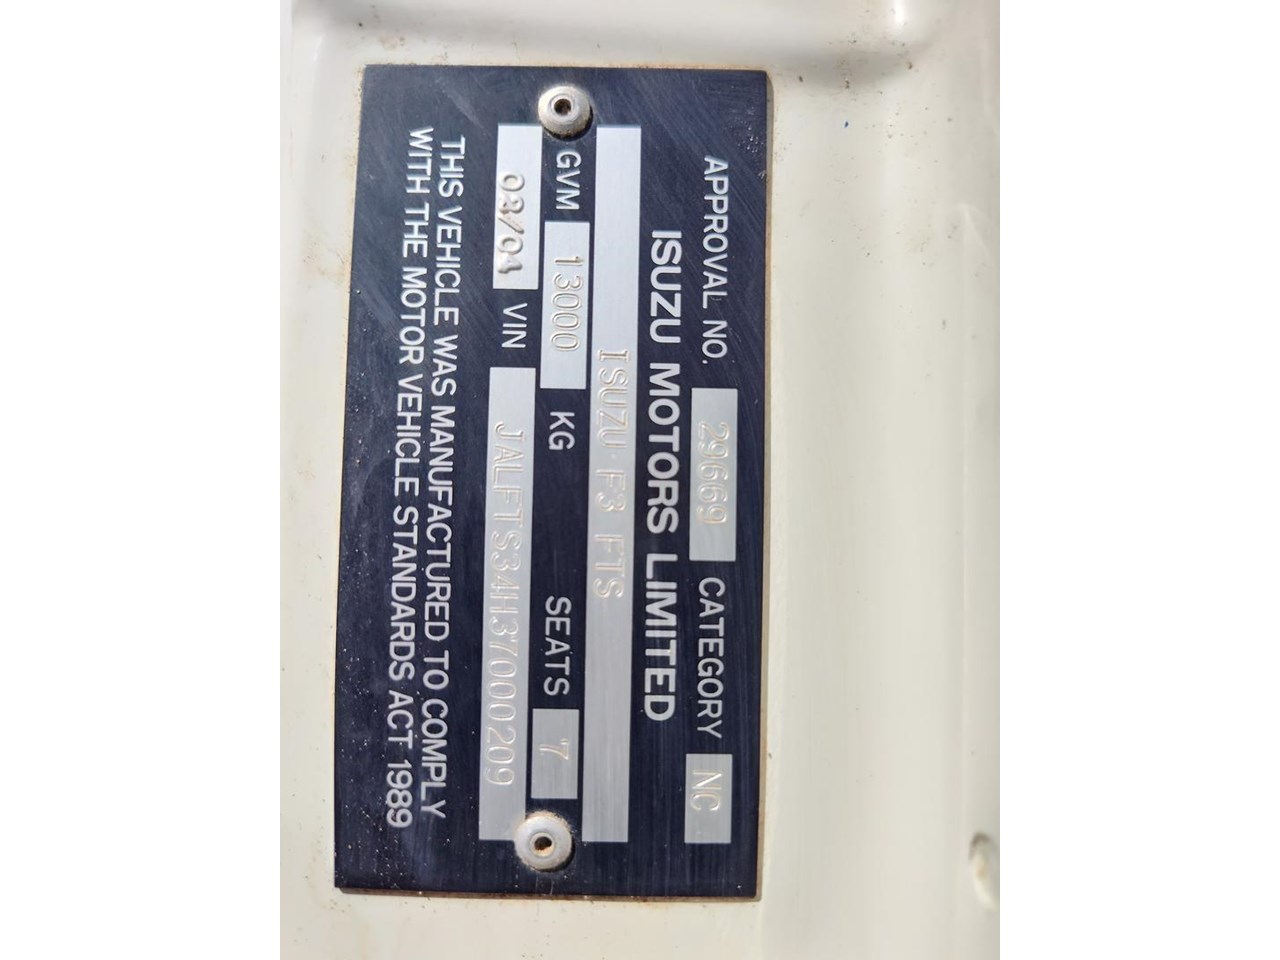 APPROVAL NO. 29669 CATEGORY NC
ISUZU MOTORS LIMITED
ISUZU F3 FTS
GVM 13000 KG SEATS 7
03/04 VIN JALFTS34H37000209
THIS VEHICLE WAS MANUFACTURED TO COMPLY
WITH THE MOTOR VEHICLE STANDARDS ACT 1989